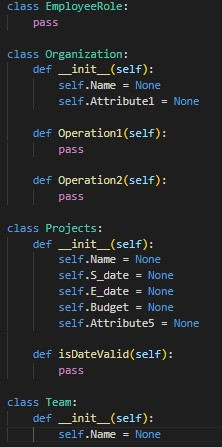 class EmployeeRole:
    pass
class Organization:
    def __init__(self):
        self.Name = None
        self.Attribute1 = None
    def Operation1(self):
        pass
    def Operation2(self):
        pass
class Projects:
    def __init__(self):
        self.Name = None
        self.S_date = None
        self.E_date = None
        self.Budget = None
        self.Attribute5 = None
    def isDateValid(self):
        pass
class Team:
    def __init__(self):
        self.Name = None